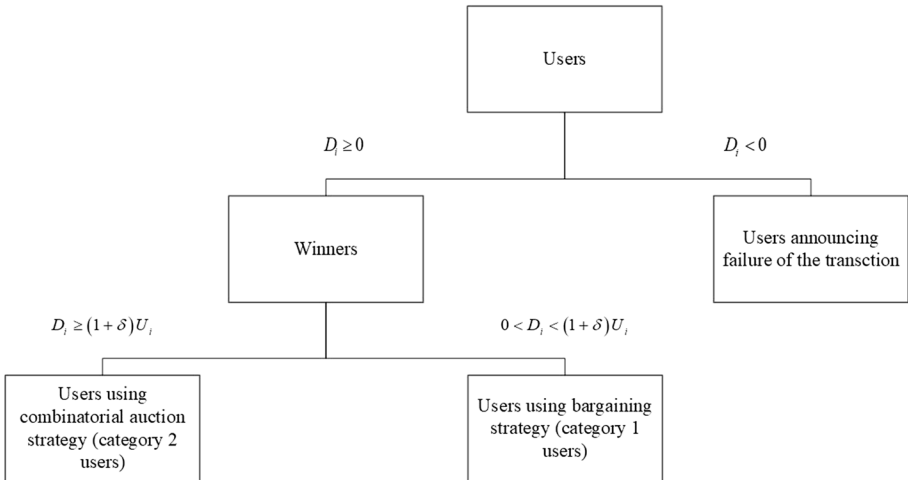 Users
D_i ≥ 0
D_i < 0
Winners
Users announcing
failure of the transction
D_i ≥ (1 + δ)U_i
0 < D_i < (1 + δ)U_i
Users using
combinatorial auction
strategy (category 2
users)
Users using bargaining
strategy (category 1
users)